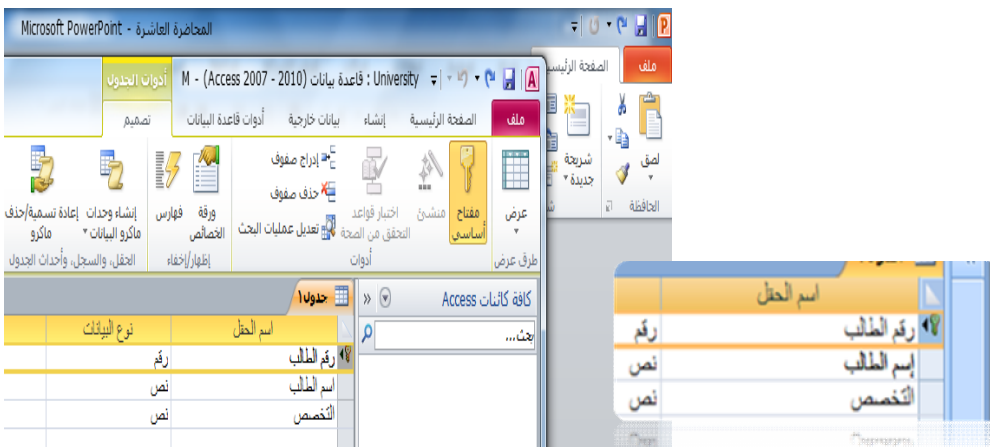 المحاضرة العاشرة - Microsoft PowerPoint
ملف
الصفحة الرئيسية
لصق
شريحة جديدة
الحافظة
University : قاعدة بيانات (Access 2007 - 2010) - M
أدوات الجدول
ملف
الصفحة الرئيسية
إنشاء
بيانات خارجية
أدوات قاعدة البيانات
تصميم
عرض
مفتاح أساسي
منشئ
اختبار قواعد التحقق من الصحة
إدراج صفوف
حذف صفوف
تعديل عمليات البحث
ورقة الخصائص
فهارس
إنشاء وحدات ماكرو البيانات
إعادة تسمية/حذف ماكرو
طرق عرض
أدوات
إظهار/إخفاء
الحقل، والسجل، وأحداث الجدول
كافة كائنات Access
بحث...
جدول١
اسم الحقل نوع البيانات
رقم الطالب رقم
اسم الطالب نص
التخصص نص
اسم الحقل
رقم الطالب رقم
إسم الطالب نص
التخصص نص